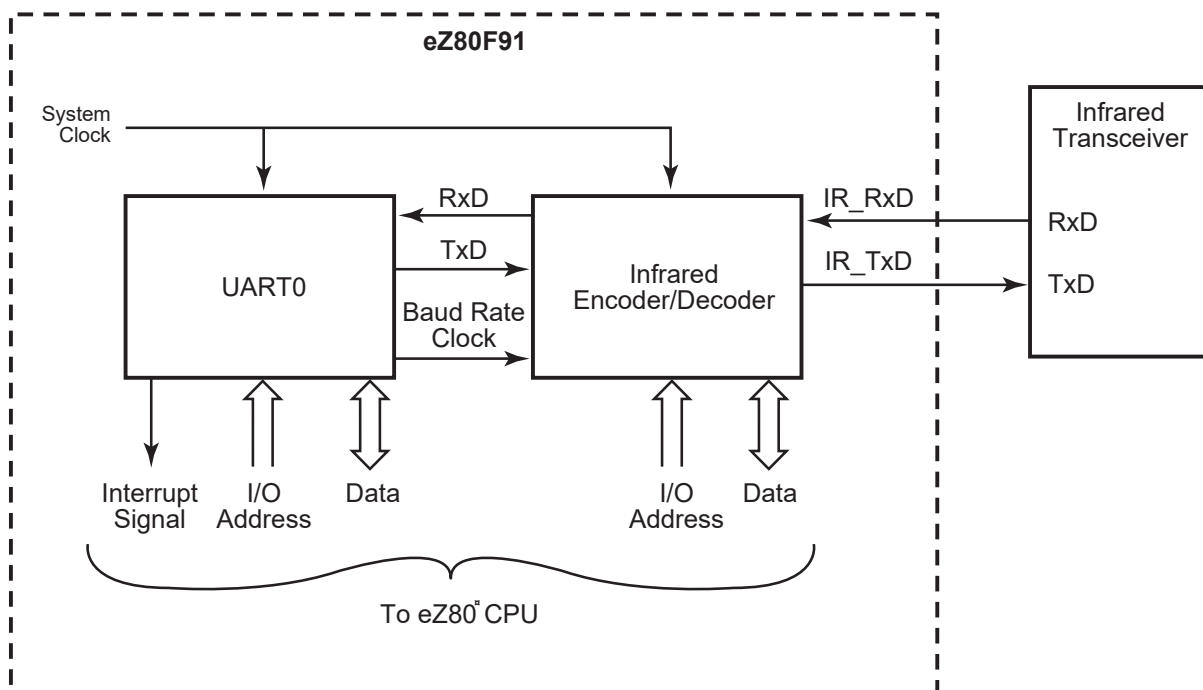 eZ80F91
System
Clock
Infrared
Transceiver
RxD
TxD
Baud Rate
Clock
UART0
Infrared
Encoder/Decoder
IR_RxD
IR_TxD
RxD
TxD
Interrupt
Signal
I/O
Address
Data
I/O
Address
Data
To eZ80¤ CPU